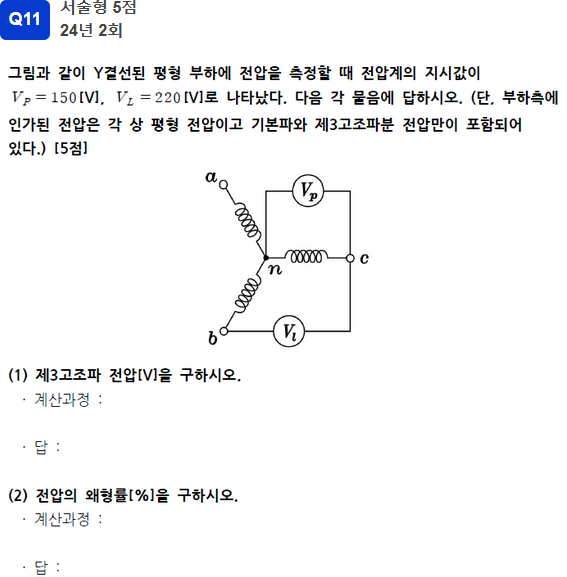 Q11
서술형 5점
24년 2회
그림과 같이 Y결선된 평형 부하에 전압을 측정할 때 전압계의 지시값이
V_P = 150[V], V_L = 220[V]로 나타났다. 다음 각 물음에 답하시오. (단, 부하측에
인가된 전압은 각 상 평형 전압이고 기본파와 제3고조파분 전압만이 포함되어
있다.) [5점]
a
V_p
n
c
b
V_l
(1) 제3고조파 전압[V]을 구하시오.
· 계산과정 :
· 답 :
(2) 전압의 왜형률[%]을 구하시오.
· 계산과정 :
· 답 :